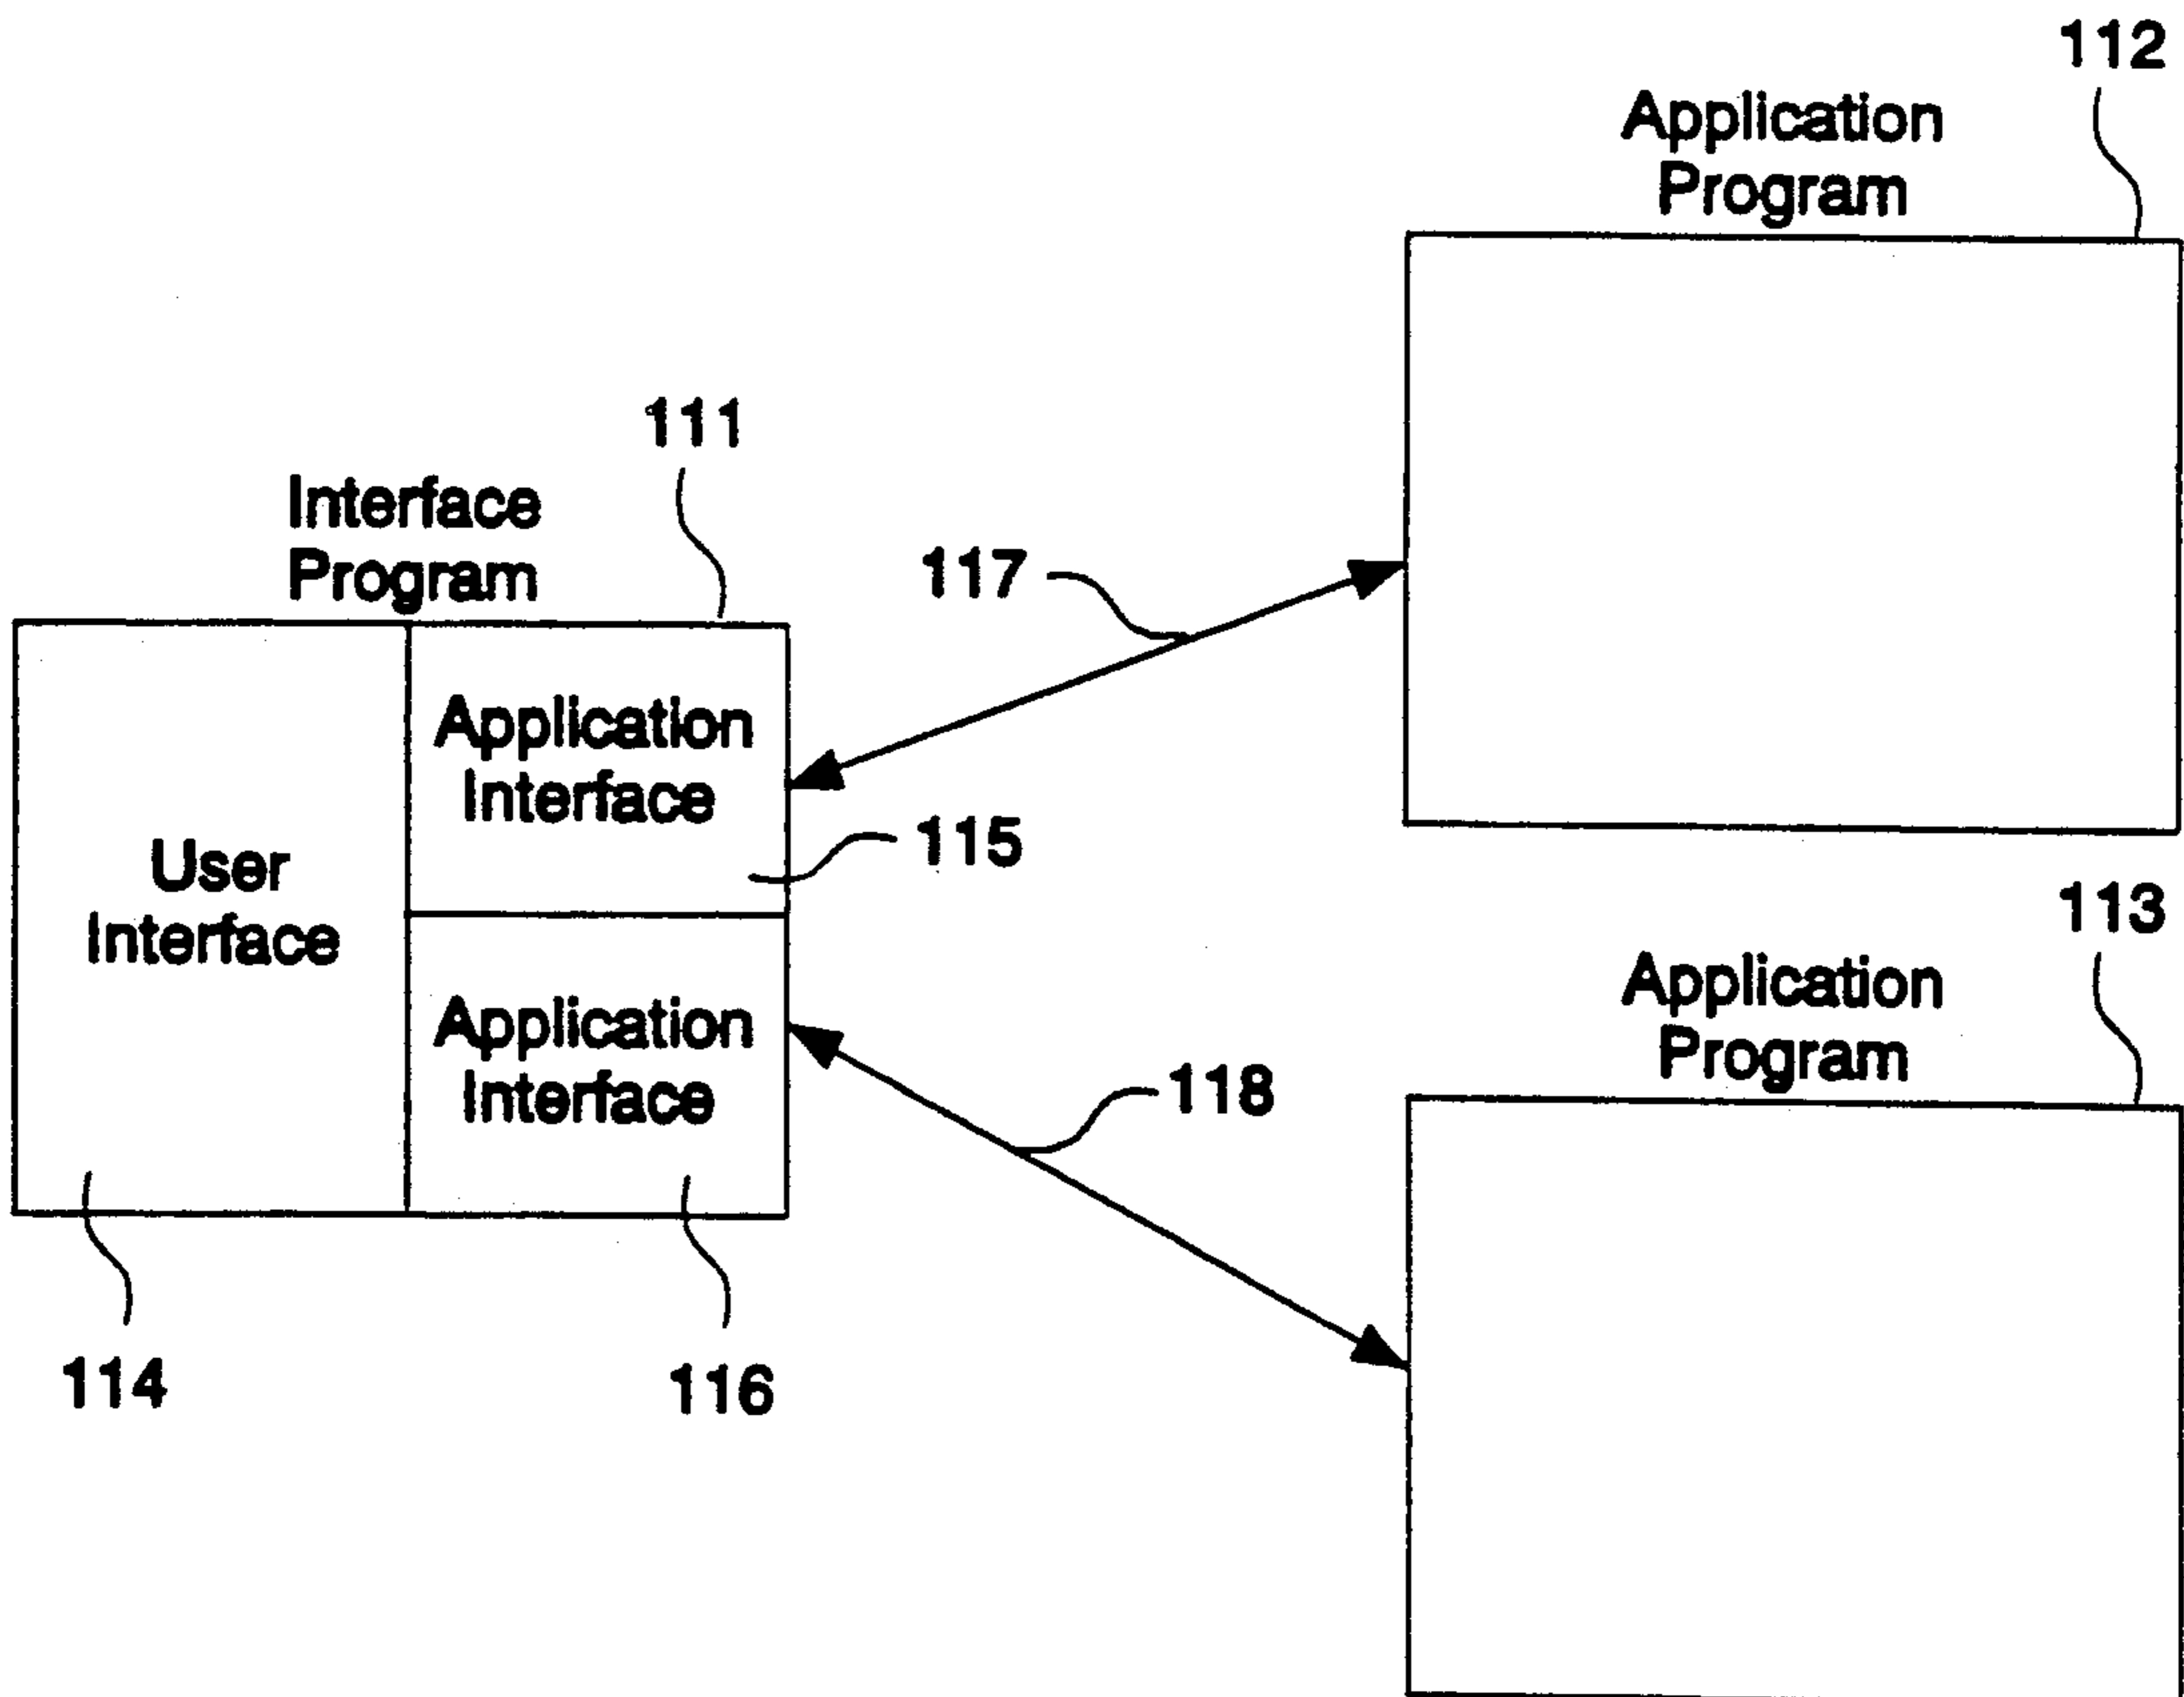 112
Application
Program
111
Interface
Program
117
Application
Interface
115
User
Interface
113
Application
Program
Application
Interface
118
114
116